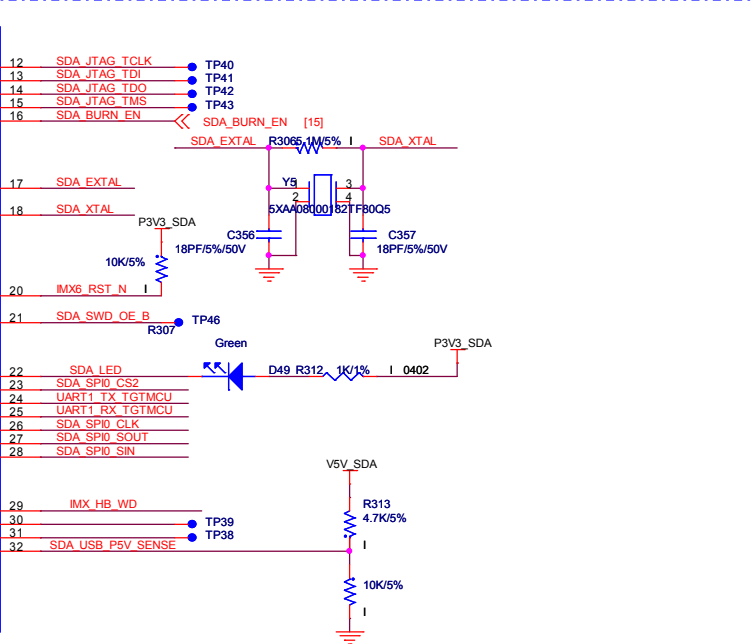 12 SDA_JTAG_TCLK TP40
13 SDA_JTAG_TDI TP41
14 SDA_JTAG_TDO TP42
15 SDA_JTAG_TMS TP43
16 SDA_BURN_EN SDA_BURN_EN [15]
SDA_EXTAL R306 1M/5% I SDA_XTAL
17 SDA_EXTAL Y5 1 3
2 4
18 SDA_XTAL 5XAA08000182TF80Q5
P3V3_SDA
C356 C357
18PF/5%/50V 18PF/5%/50V
10K/5%
20 IMX6_RST_N I
21 SDA_SWD_OE_B TP46
R307
Green P3V3_SDA
22 SDA_LED D49 R312 1K/1% I 0402
23 SDA_SPI0_CS2
24 UART1_TX_TGTMCU
25 UART1_RX_TGTMCU
26 SDA_SPI0_CLK
27 SDA_SPI0_SOUT
28 SDA_SPI0_SIN
V5V_SDA
29 IMX_HB_WD R313
4.7K/5%
30 TP39
31 TP38
32 SDA_USB_P5V_SENSE I
10K/5%
I